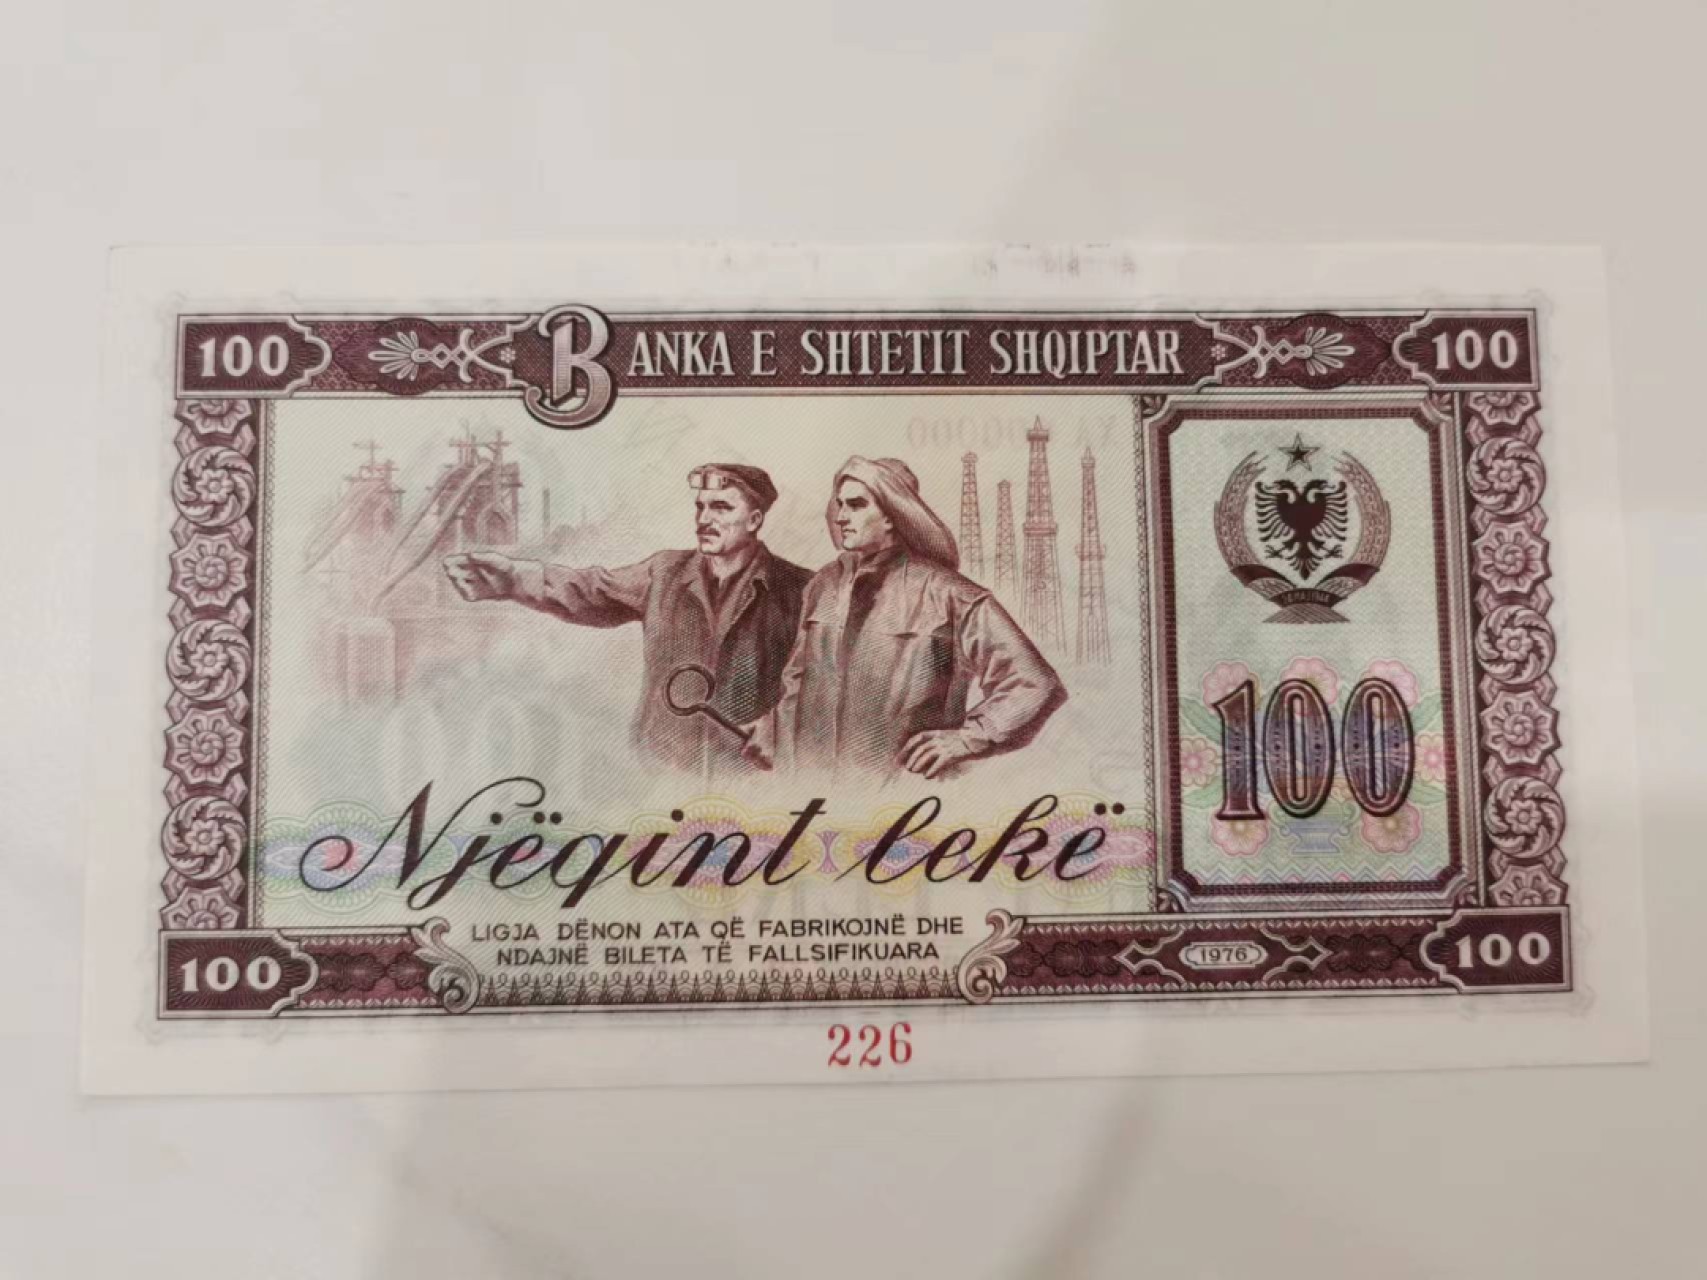 100 BANKA E SHTETIT SHQIPTAR 100
100
Njëqint lekë
LIGJA DËNON ATA QË FABRIKOJNË DHE
NDAJNË BILETA TË FALLSIFIKUARA
100 1976 100
226